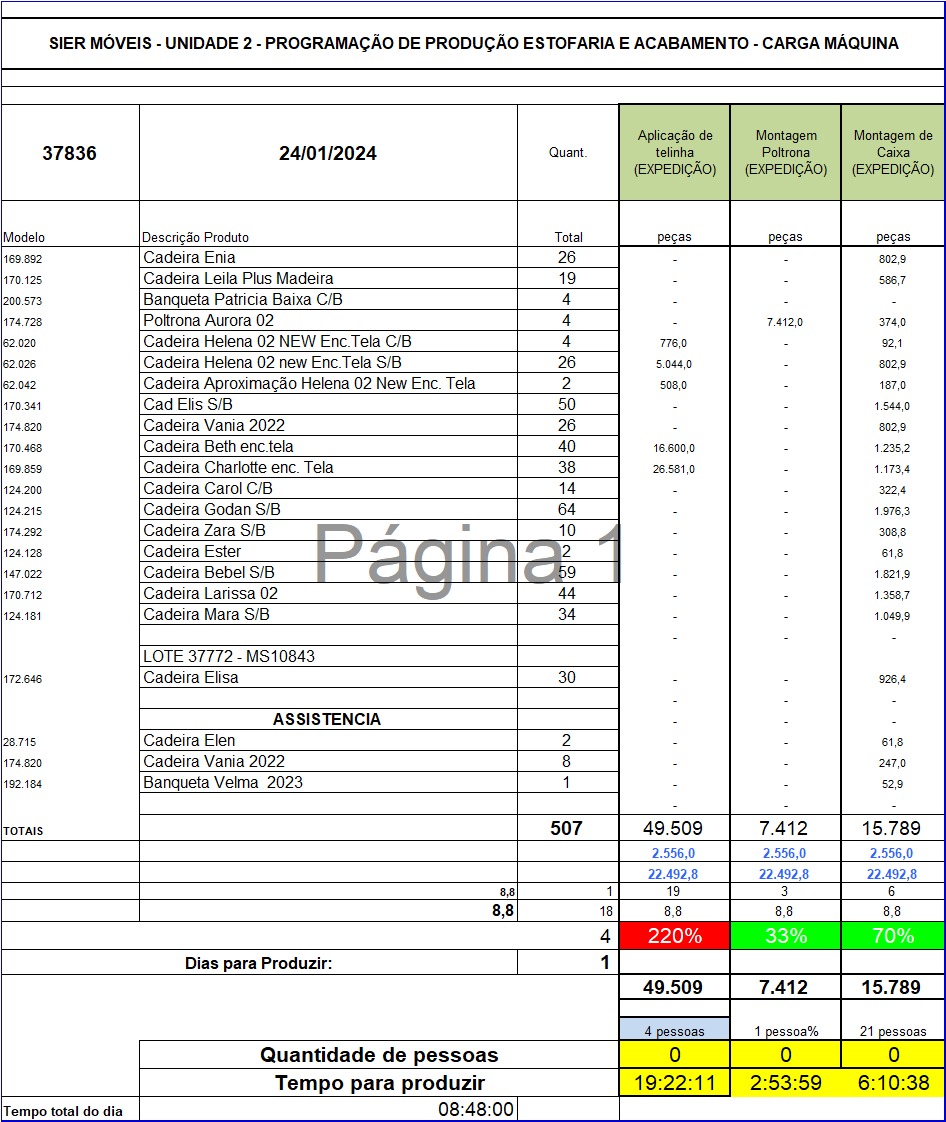 SIER MÓVEIS - UNIDADE 2 - PROGRAMAÇÃO DE PRODUÇÃO ESTOFARIA E ACABAMENTO - CARGA MÁQUINA
37836 24/01/2024 Quant. Aplicação de telinha (EXPEDIÇÃO) Montagem Poltrona (EXPEDIÇÃO) Montagem de Caixa (EXPEDIÇÃO)
Modelo Descrição Produto Total peças peças peças
169.892 Cadeira Enia 26 - - 802,9
170.125 Cadeira Leila Plus Madeira 19 - - 586,7
200.573 Banqueta Patricia Baixa C/B 4 - - -
174.728 Poltrona Aurora 02 4 - 7.412,0 374,0
62.020 Cadeira Helena 02 NEW Enc.Tela C/B 4 776,0 - 92,1
62.026 Cadeira Helena 02 new Enc.Tela S/B 26 5.044,0 - 802,9
62.042 Cadeira Aproximação Helena 02 New Enc. Tela 2 508,0 - 187,0
170.341 Cad Elis S/B 50 - - 1.544,0
174.820 Cadeira Vania 2022 26 - - 802,9
170.468 Cadeira Beth enc.tela 40 16.600,0 - 1.235,2
169.859 Cadeira Charlotte enc. Tela 38 26.581,0 - 1.173,4
124.200 Cadeira Carol C/B 14 - - 322,4
124.215 Cadeira Godan S/B 64 - - 1.976,3
174.292 Cadeira Zara S/B 10 - - 308,8
124.128 Cadeira Ester 2 - - 61,8
Página 1
147.022 Cadeira Bebel S/B 59 - - 1.821,9
170.712 Cadeira Larissa 02 44 - - 1.358,7
124.181 Cadeira Mara S/B 34 - - 1.049,9
- - -
LOTE 37772 - MS10843
172.646 Cadeira Elisa 30 - - 926,4
- - -
ASSISTENCIA - - -
28.715 Cadeira Elen 2 - - 61,8
174.820 Cadeira Vania 2022 8 - - 247,0
192.184 Banqueta Velma 2023 1 - - 52,9
- - -
TOTAIS 507 49.509 7.412 15.789
2.556,0 2.556,0 2.556,0
22.492,8 22.492,8 22.492,8
8,8 1 19 3 6
8,8 18 8,8 8,8 8,8
4 220% 33% 70%
Dias para Produzir: 1
49.509 7.412 15.789
4 pessoas 1 pessoa% 21 pessoas
Quantidade de pessoas 0 0 0
Tempo para produzir 19:22:11 2:53:59 6:10:38
Tempo total do dia 08:48:00